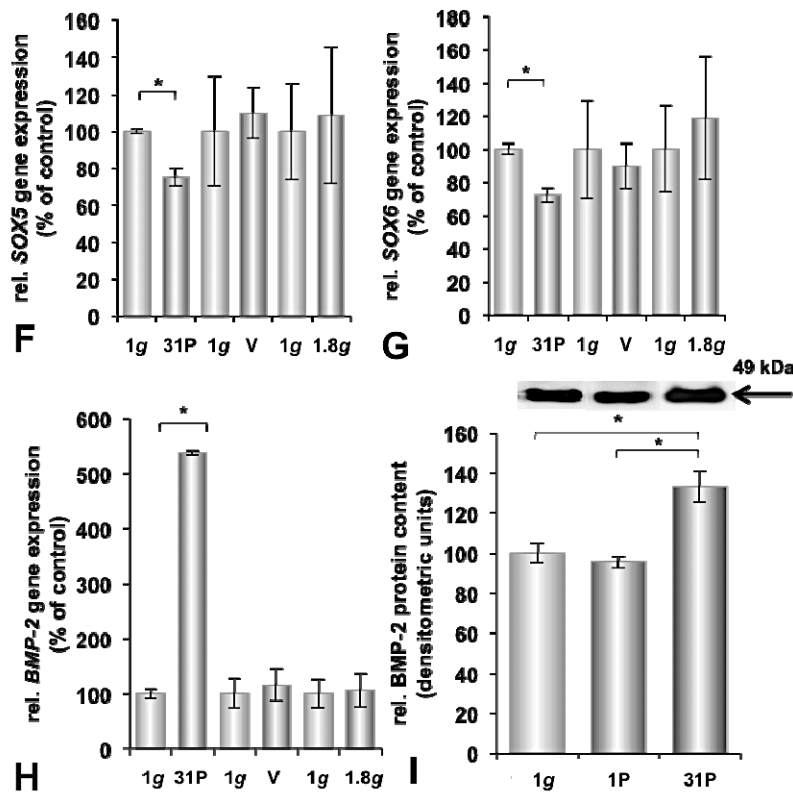 rel. SOX5 gene expression
(% of control)
160
140
120
100
80
60
40
20
0
*
1g 31P 1g V 1g 1.8g
F
rel. SOX6 gene expression
(% of control)
180
160
140
120
100
80
60
40
20
0
*
1g 31P 1g V 1g 1.8g
G
rel. BMP-2 gene expression
(% of control)
600
500
400
300
200
100
0
*
1g 31P 1g V 1g 1.8g
H
49 kDa
rel. BMP-2 protein content
(densitometric units)
160
140
120
100
80
60
40
20
0
*
*
1g 1P 31P
I